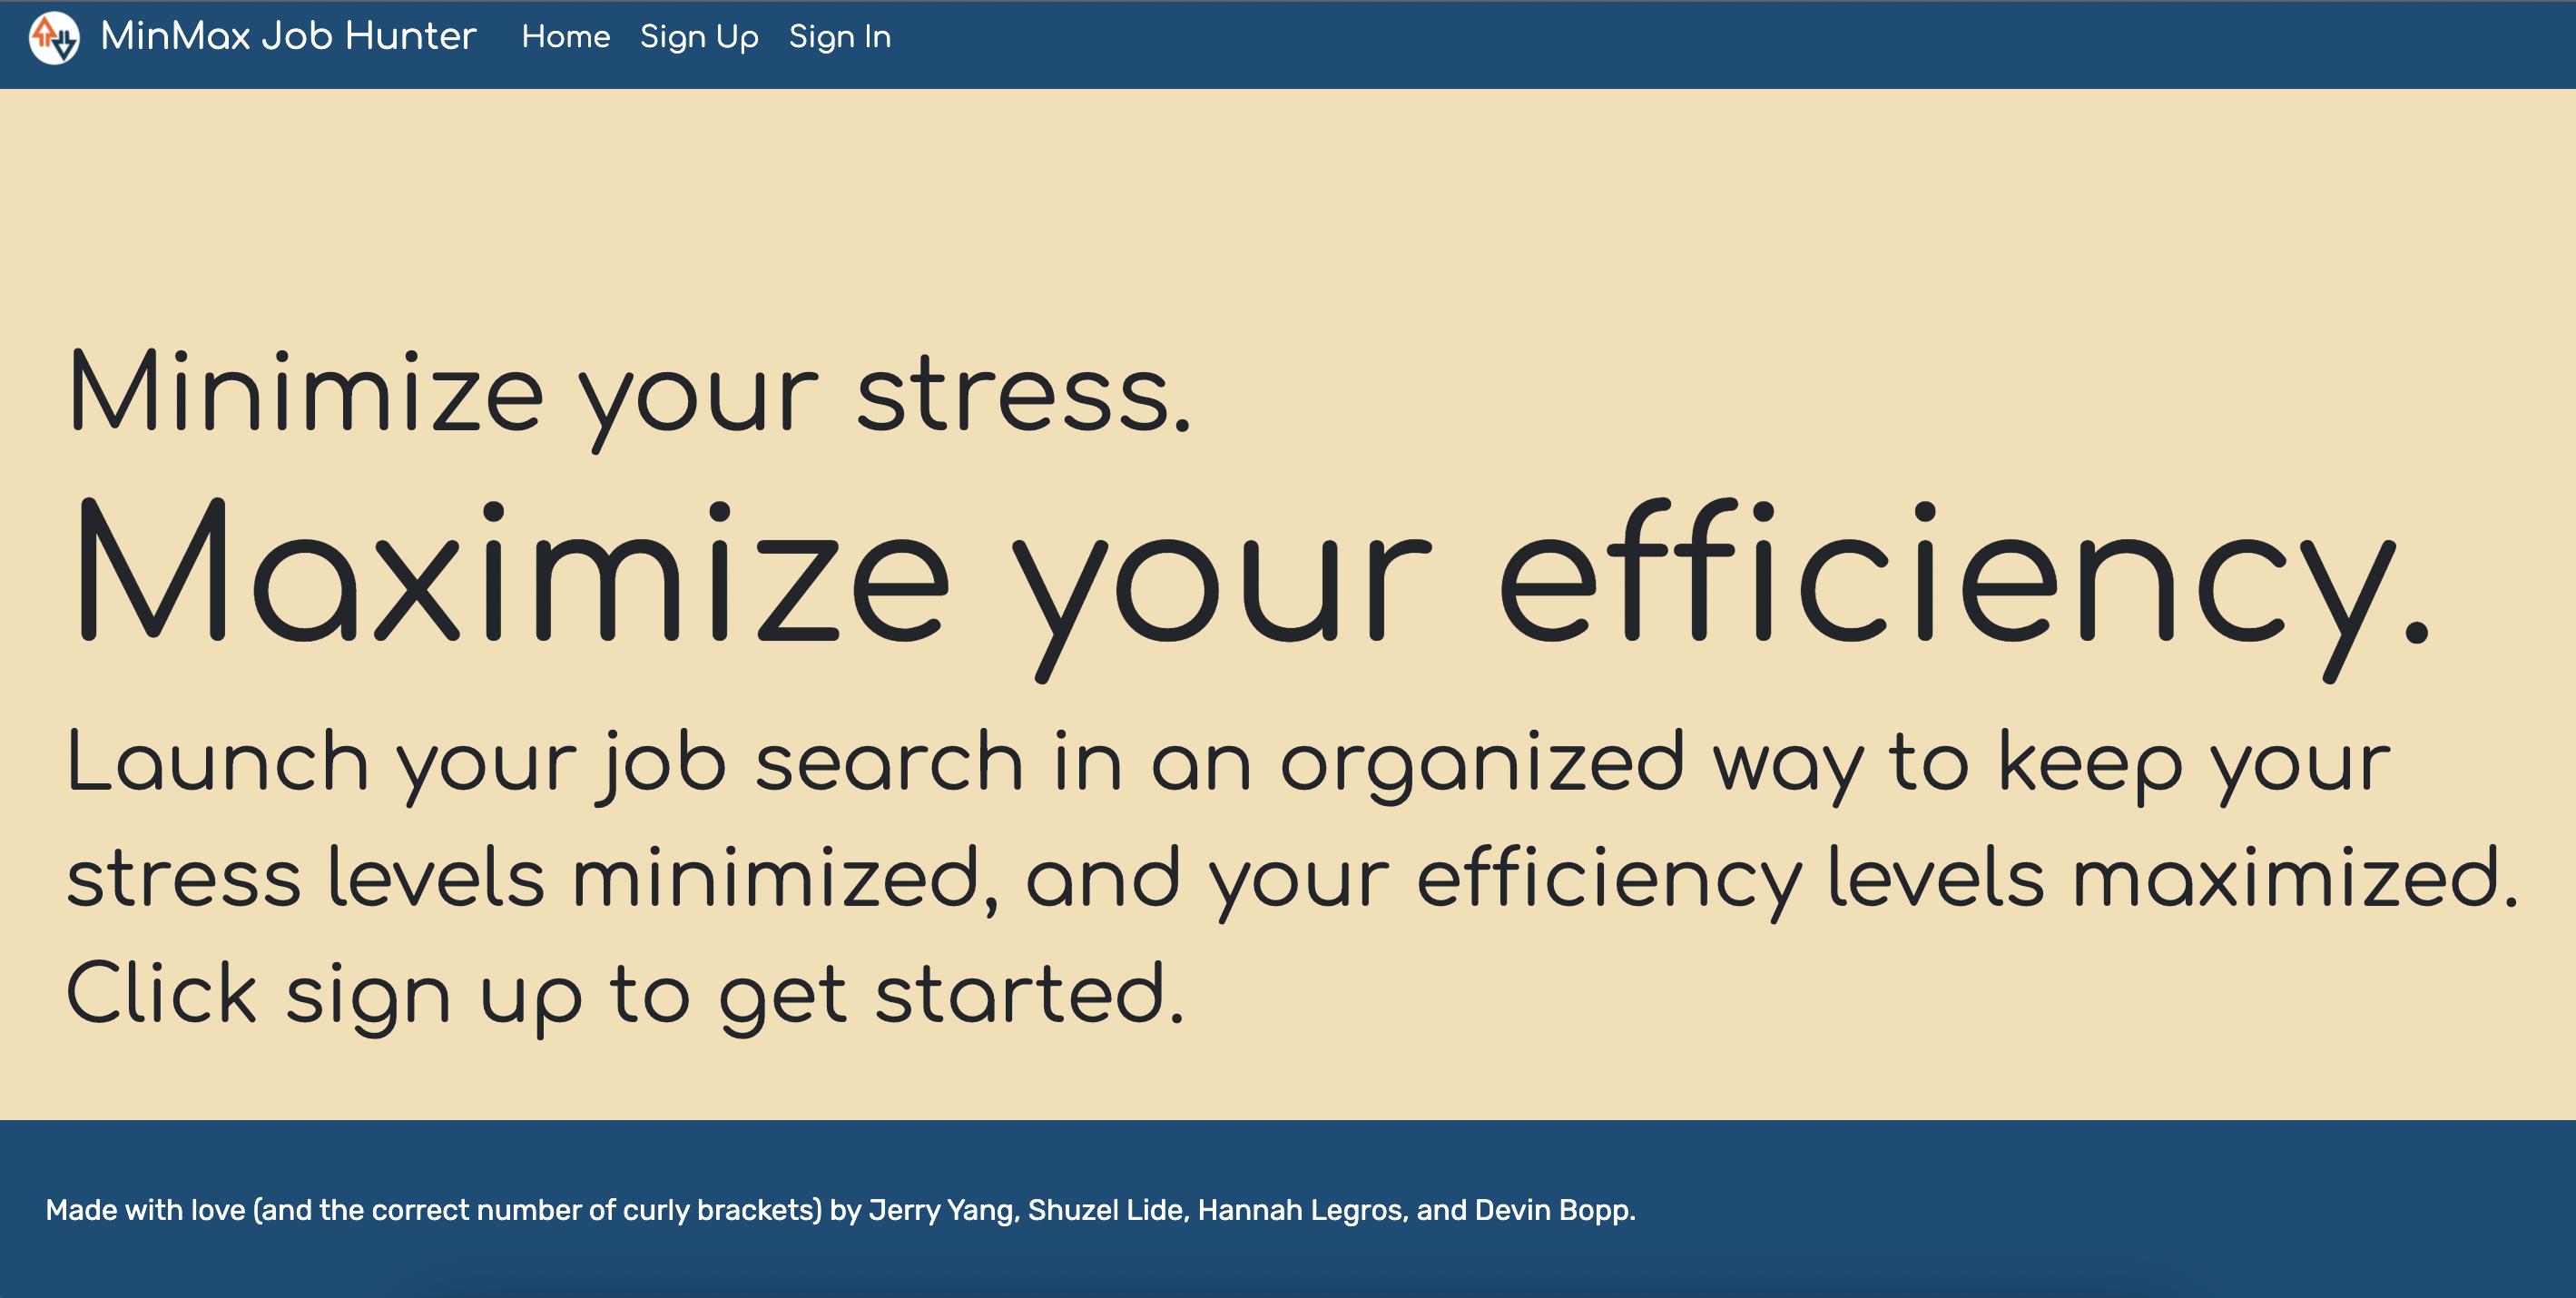 MinMax Job Hunter Home Sign Up Sign In
Minimize your stress.
Maximize your efficiency.
Launch your job search in an organized way to keep your
stress levels minimized, and your efficiency levels maximized.
Click sign up to get started.
Made with love (and the correct number of curly brackets) by Jerry Yang, Shuzel Lide, Hannah Legros, and Devin Bopp.